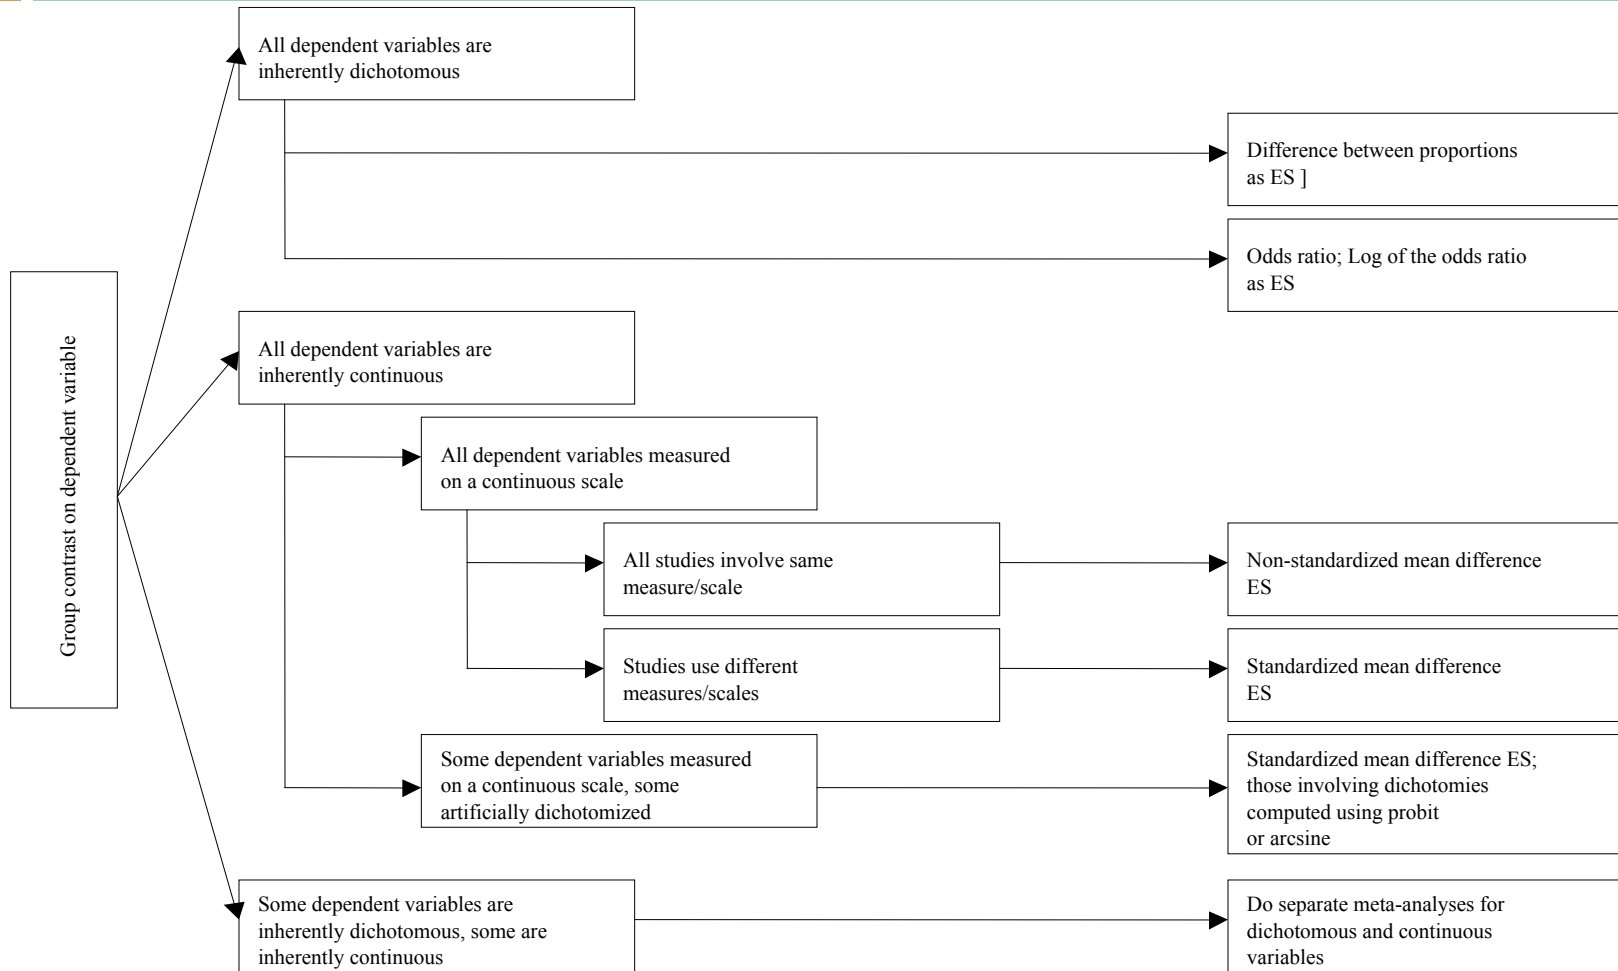 All dependent variables are
inherently dichotomous
Difference between proportions
as ES ]
Odds ratio; Log of the odds ratio
as ES
Group contrast on dependent variable
All dependent variables are
inherently continuous
All dependent variables measured
on a continuous scale
All studies involve same
measure/scale
Non-standardized mean difference
ES
Studies use different
measures/scales
Standardized mean difference
ES
Some dependent variables measured
on a continuous scale, some
artificially dichotomized
Standardized mean difference ES;
those involving dichotomies
computed using probit
or arcsine
Some dependent variables are
inherently dichotomous, some are
inherently continuous
Do separate meta-analyses for
dichotomous and continuous
variables